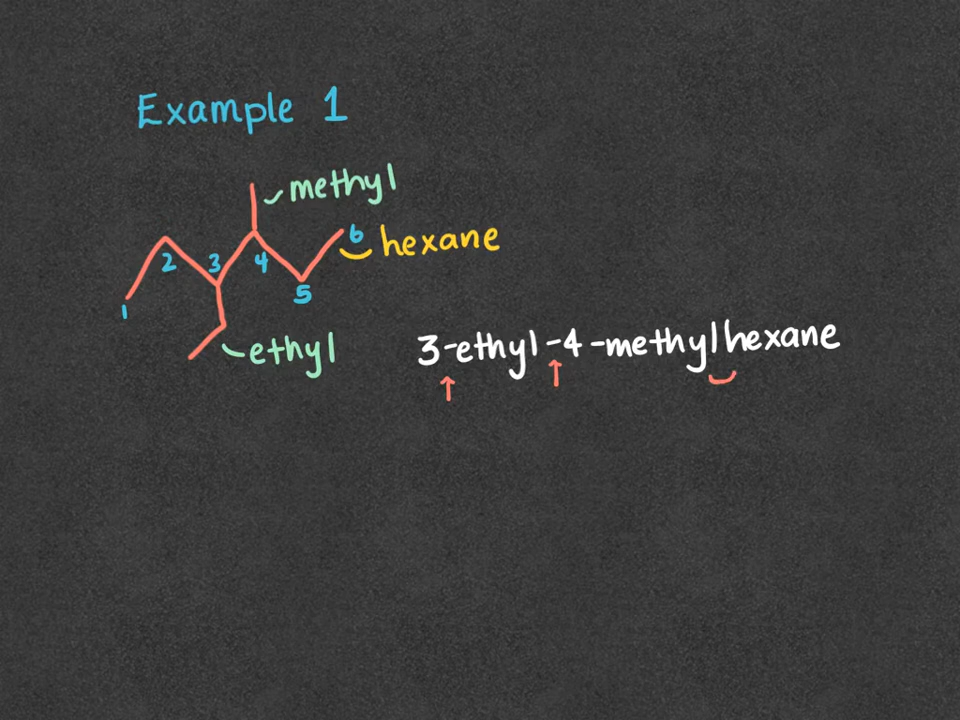 Example 1
methyl
6 hexane
2 3 4
5
1
ethyl
3-ethyl-4-methylhexane